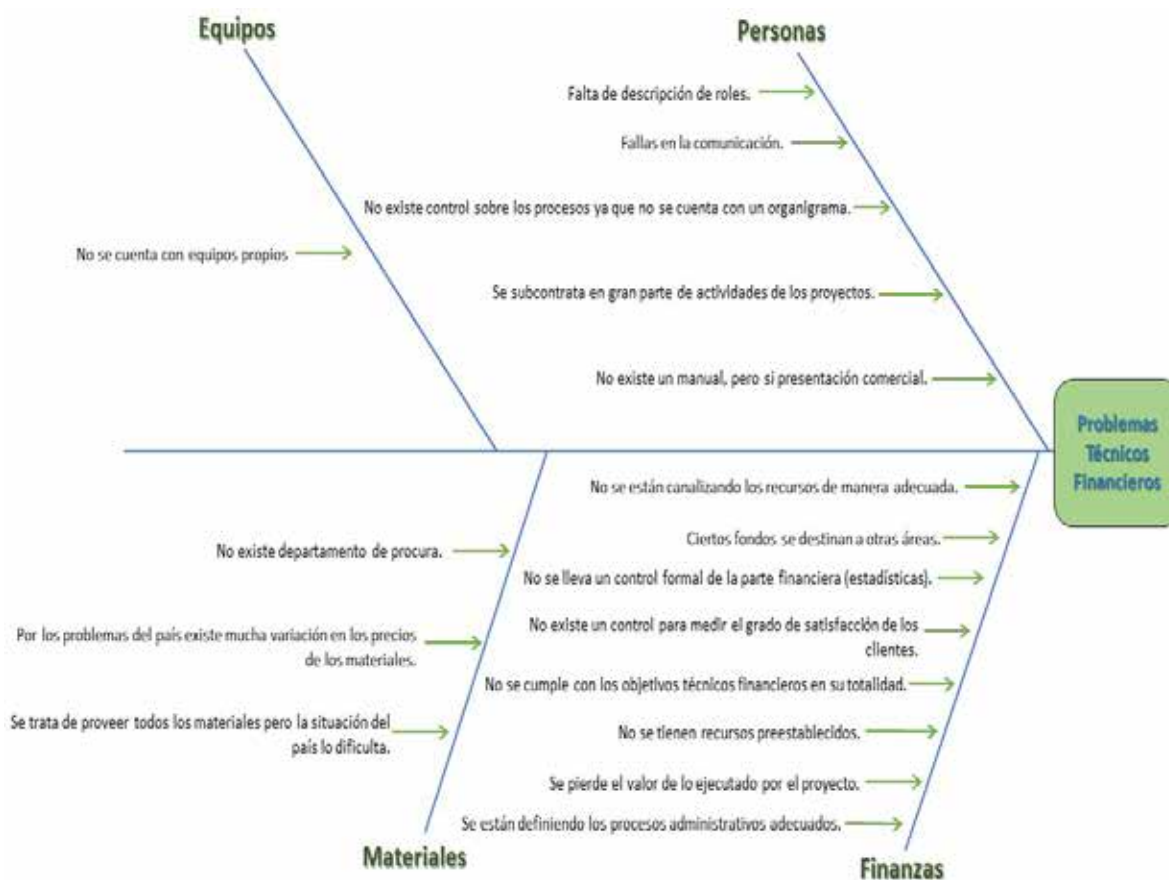 Equipos
Personas
Falta de descripción de roles.
Fallas en la comunicación.
No existe control sobre los procesos ya que no se cuenta con un organigrama.
No se cuenta con equipos propios
Se subcontrata en gran parte de actividades de los proyectos.
No existe un manual, pero si presentación comercial.
Problemas
Técnicos
Financieros
No se están canalizando los recursos de manera adecuada.
No existe departamento de procura.
Ciertos fondos se destinan a otras áreas.
No se lleva un control formal de la parte financiera (estadísticas).
Por los problemas del país existe mucha variación en los precios
de los materiales.
No existe un control para medir el grado de satisfacción de los
clientes.
No se cumple con los objetivos técnicos financieros en su totalidad.
Se trata de proveer todos los materiales pero la situación del
país lo dificulta.
No se tienen recursos preestablecidos.
Se pierde el valor de lo ejecutado por el proyecto.
Se están definiendo los procesos administrativos adecuados.
Materiales
Finanzas